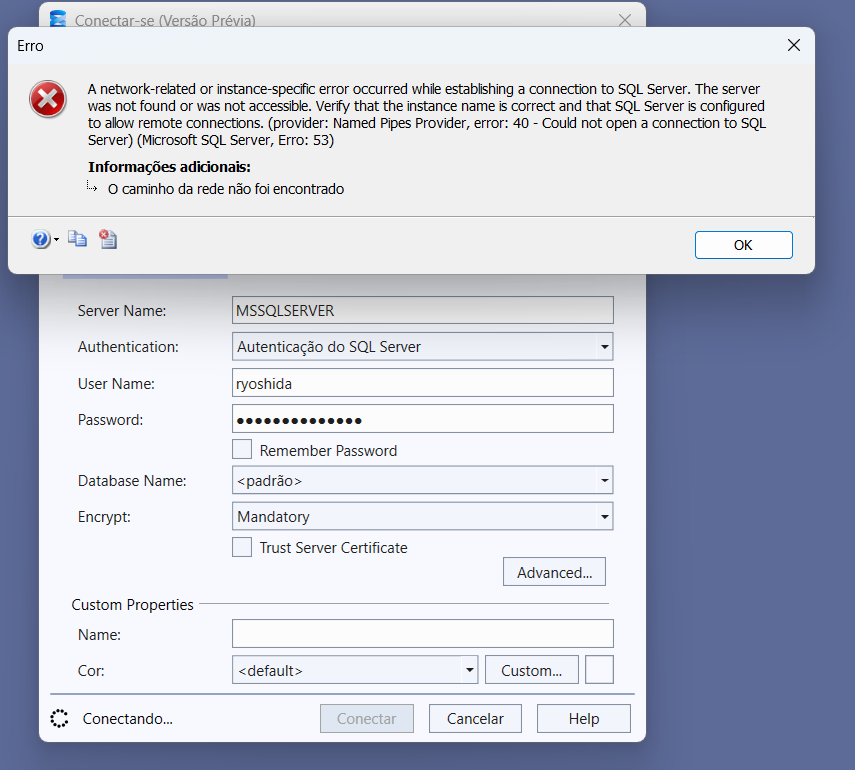 Conectar-se (Versão Prévia)
Erro
A network-related or instance-specific error occurred while establishing a connection to SQL Server. The server
was not found or was not accessible. Verify that the instance name is correct and that SQL Server is configured
to allow remote connections. (provider: Named Pipes Provider, error: 40 - Could not open a connection to SQL
Server) (Microsoft SQL Server, Erro: 53)
Informações adicionais:
O caminho da rede não foi encontrado
OK
Server Name: MSSQLSERVER
Authentication: Autenticação do SQL Server
User Name: ryoshida
Password: ●●●●●●●●●●●●●●
Remember Password
Database Name: <padrão>
Encrypt: Mandatory
Trust Server Certificate
Advanced...
Custom Properties
Name:
Cor: <default> Custom...
Conectando... Conectar Cancelar Help